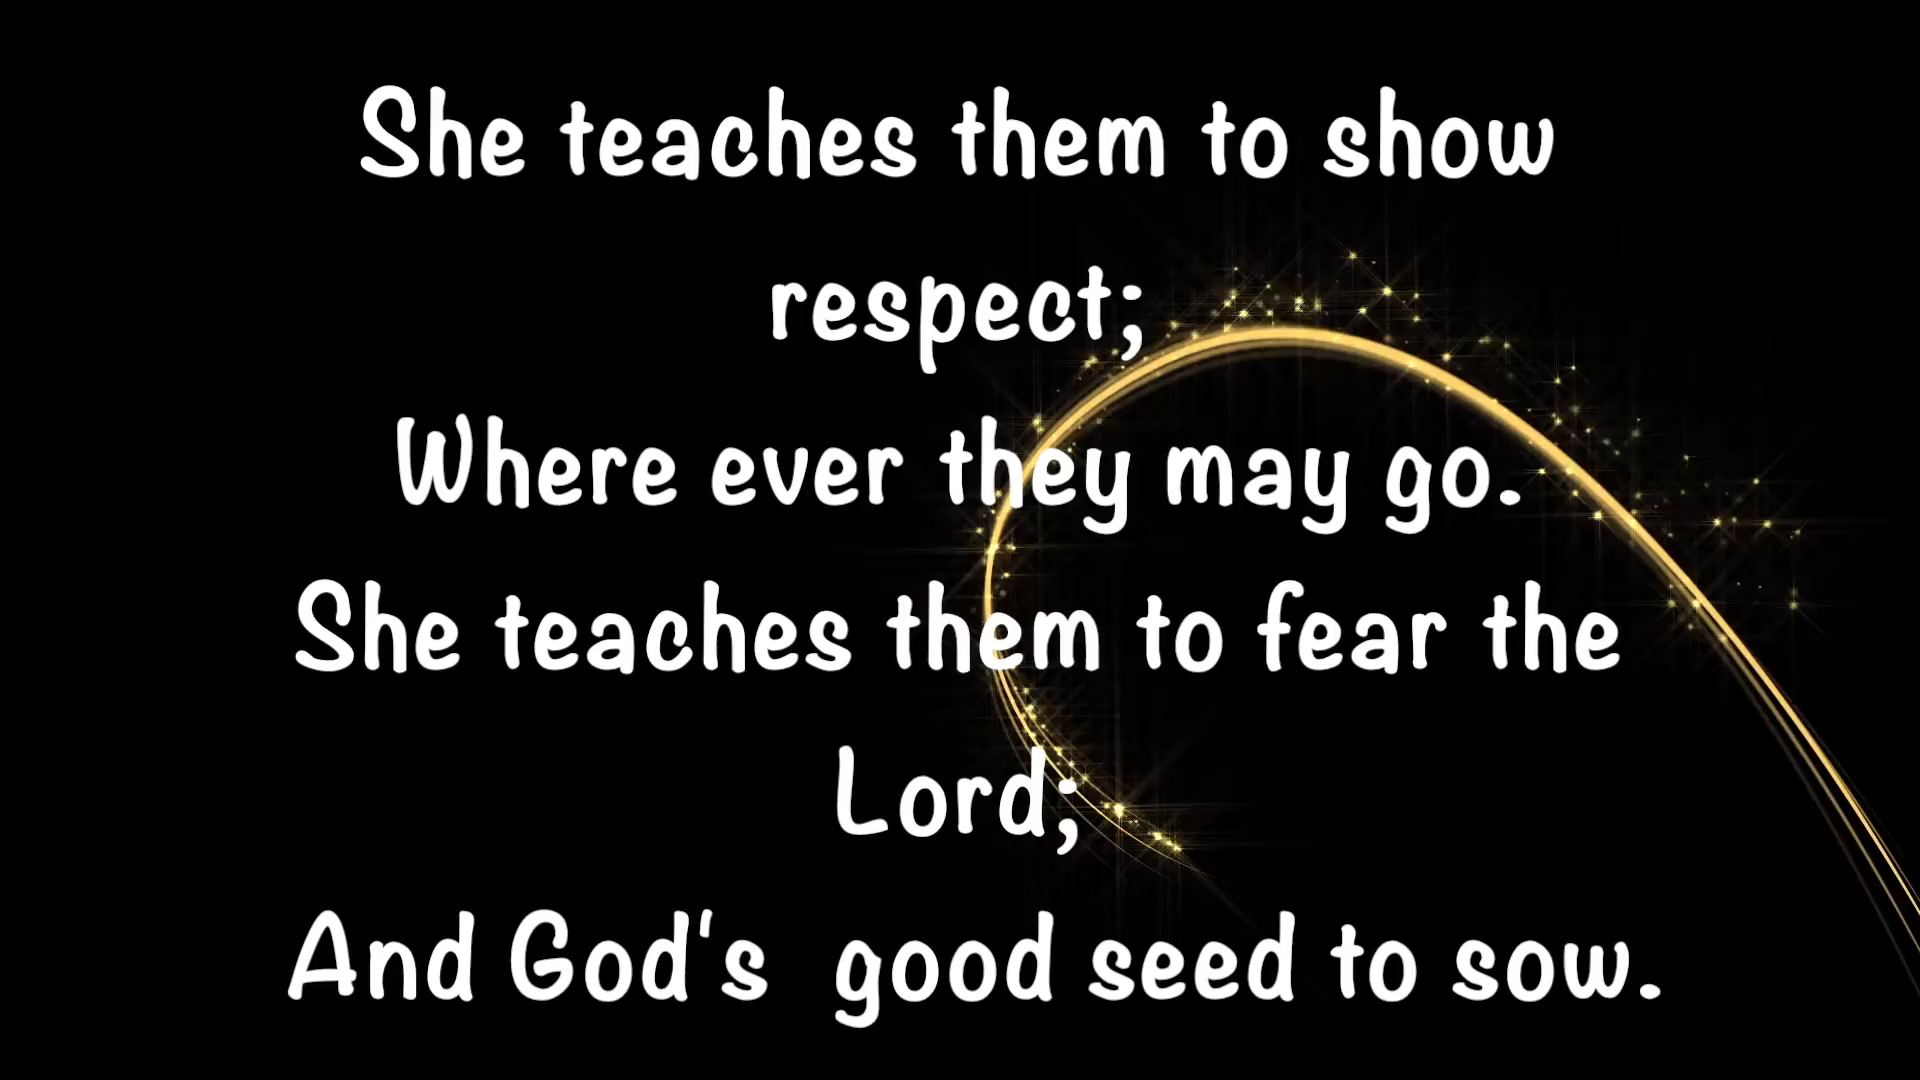 She teaches them to show
respect;
Where ever they may go.
She teaches them to fear the
Lord;
And God's  good seed to sow.